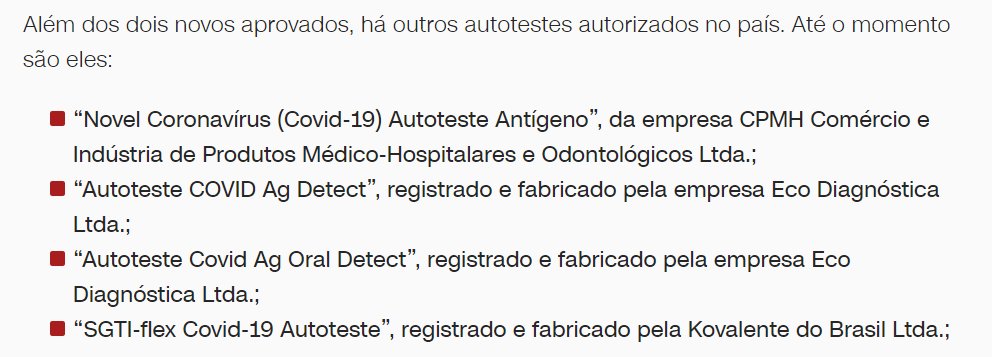 Além dos dois novos aprovados, há outros autotestes autorizados no país. Até o momento
são eles:
“Novel Coronavírus (Covid-19) Autoteste Antígeno”, da empresa CPMH Comércio e
Indústria de Produtos Médico-Hospitalares e Odontológicos Ltda.;
“Autoteste COVID Ag Detect”, registrado e fabricado pela empresa Eco Diagnóstica
Ltda.;
“Autoteste Covid Ag Oral Detect”, registrado e fabricado pela empresa Eco
Diagnóstica Ltda.;
“SGTI-flex Covid-19 Autoteste”, registrado e fabricado pela Kovalente do Brasil Ltda.;